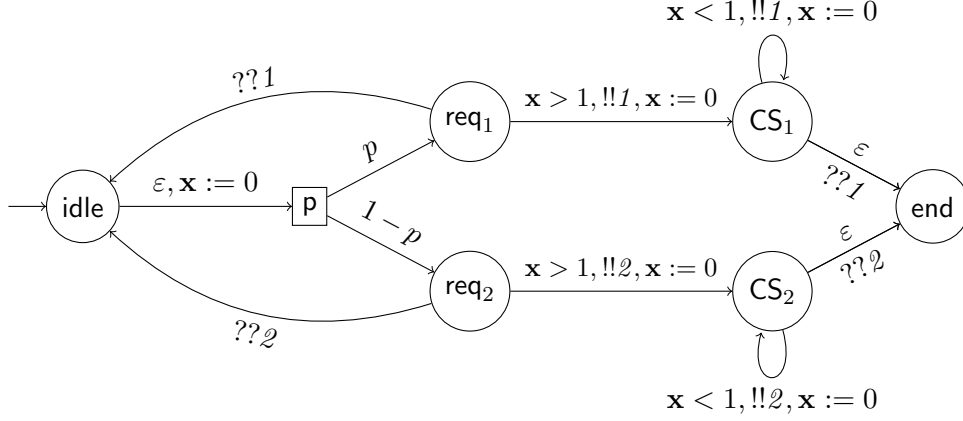 x < 1, !!1, x := 0
??1
req₁
x > 1, !!1, x := 0
CS₁
p
ε
??1
idle
ε, x := 0
p
end
1 − p
ε
??2
req₂
x > 1, !!2, x := 0
CS₂
??2
x < 1, !!2, x := 0